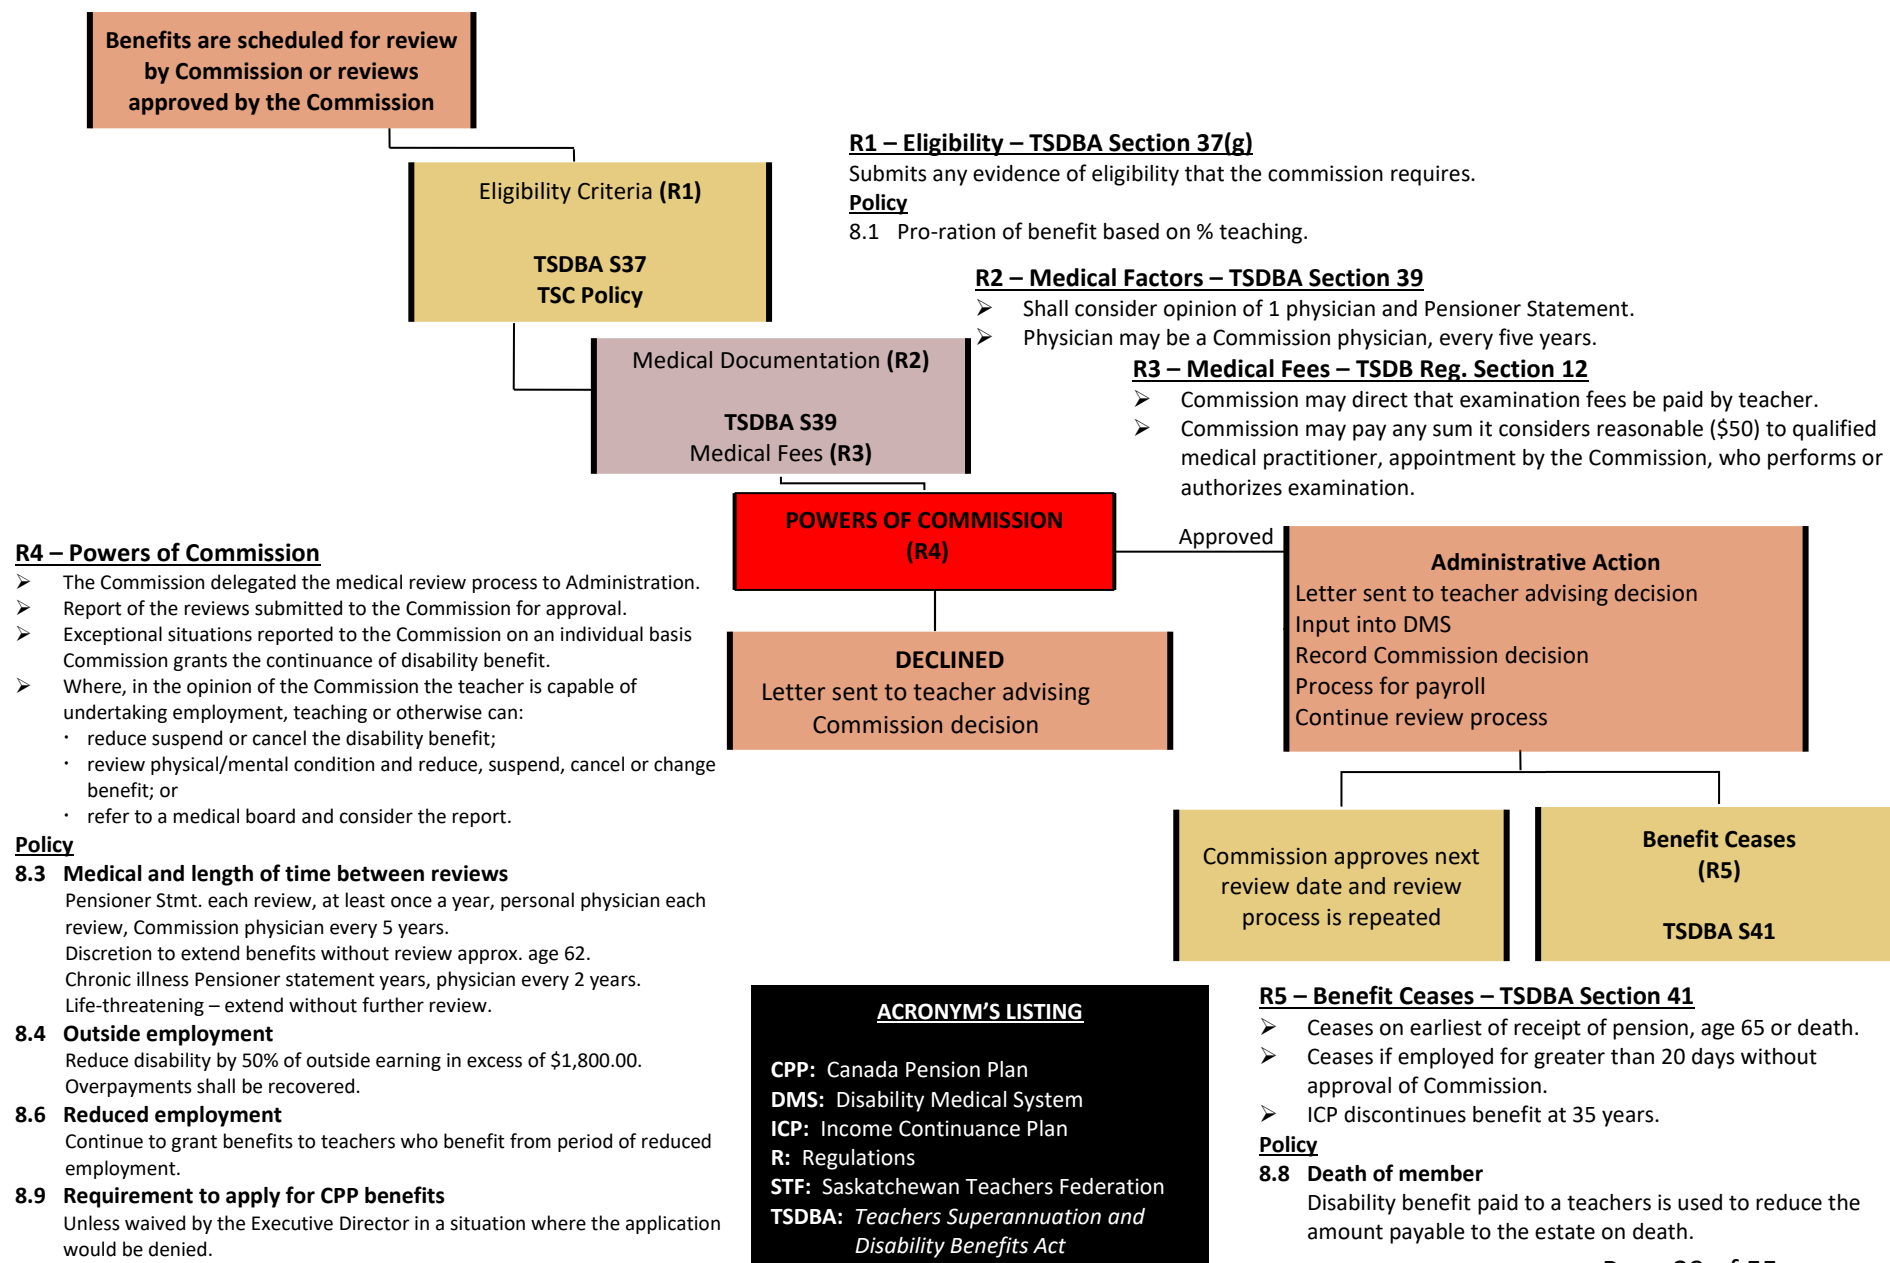 Benefits are scheduled for review
by Commission or reviews
approved by the Commission
Eligibility Criteria (R1)
TSDBA S37
TSC Policy
R1 – Eligibility – TSDBA Section 37(g)
Submits any evidence of eligibility that the commission requires.
Policy
8.1 Pro-ration of benefit based on % teaching.
R2 – Medical Factors – TSDBA Section 39
➢ Shall consider opinion of 1 physician and Pensioner Statement.
➢ Physician may be a Commission physician, every five years.
Medical Documentation (R2)
TSDBA S39
Medical Fees (R3)
R3 – Medical Fees – TSDB Reg. Section 12
➢ Commission may direct that examination fees be paid by teacher.
➢ Commission may pay any sum it considers reasonable ($50) to qualified
medical practitioner, appointment by the Commission, who performs or
authorizes examination.
POWERS OF COMMISSION
(R4)
Approved
Administrative Action
Letter sent to teacher advising decision
Input into DMS
Record Commission decision
Process for payroll
Continue review process
DECLINED
Letter sent to teacher advising
Commission decision
R4 – Powers of Commission
➢ The Commission delegated the medical review process to Administration.
➢ Report of the reviews submitted to the Commission for approval.
➢ Exceptional situations reported to the Commission on an individual basis
Commission grants the continuance of disability benefit.
➢ Where, in the opinion of the Commission the teacher is capable of
undertaking employment, teaching or otherwise can:
· reduce suspend or cancel the disability benefit;
· review physical/mental condition and reduce, suspend, cancel or change
benefit; or
· refer to a medical board and consider the report.
Policy
8.3 Medical and length of time between reviews
Pensioner Stmt. each review, at least once a year, personal physician each
review, Commission physician every 5 years.
Discretion to extend benefits without review approx. age 62.
Chronic illness Pensioner statement years, physician every 2 years.
Life-threatening – extend without further review.
8.4 Outside employment
Reduce disability by 50% of outside earning in excess of $1,800.00.
Overpayments shall be recovered.
8.6 Reduced employment
Continue to grant benefits to teachers who benefit from period of reduced
employment.
8.9 Requirement to apply for CPP benefits
Unless waived by the Executive Director in a situation where the application
would be denied.
Commission approves next
review date and review
process is repeated
Benefit Ceases
(R5)
TSDBA S41
ACRONYM'S LISTING
CPP: Canada Pension Plan
DMS: Disability Medical System
ICP: Income Continuance Plan
R: Regulations
STF: Saskatchewan Teachers Federation
TSDBA: Teachers Superannuation and
Disability Benefits Act
R5 – Benefit Ceases – TSDBA Section 41
➢ Ceases on earliest of receipt of pension, age 65 or death.
➢ Ceases if employed for greater than 20 days without
approval of Commission.
➢ ICP discontinues benefit at 35 years.
Policy
8.8 Death of member
Disability benefit paid to a teachers is used to reduce the
amount payable to the estate on death.